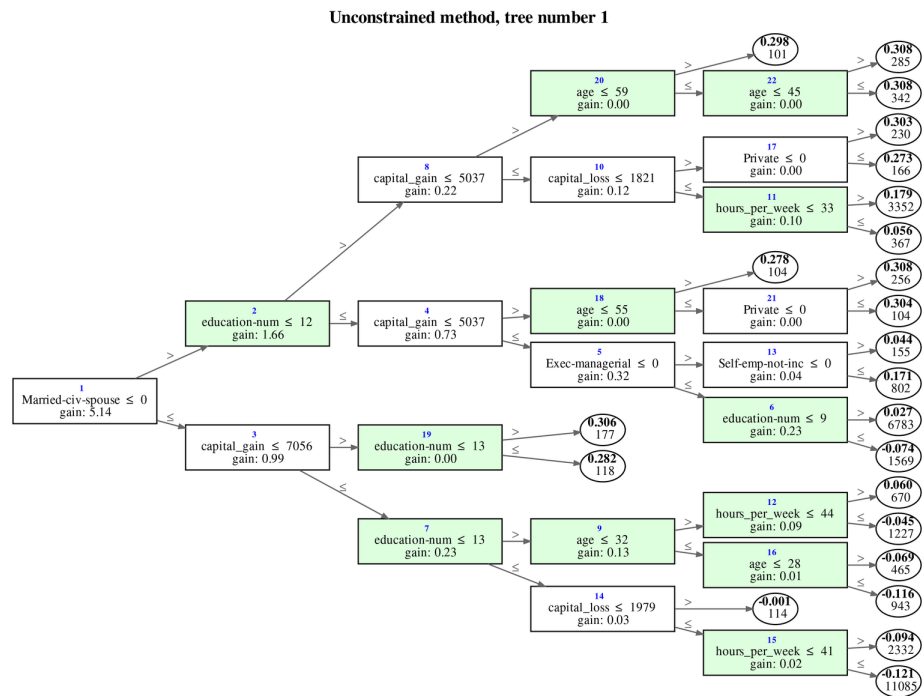 Unconstrained method, tree number 1
0.298
101
0.308
285
20
age ≤ 59
gain: 0.00
22
age ≤ 45
gain: 0.00
>
≤
>
≤
0.308
342
0.303
230
17
Private ≤ 0
gain: 0.00
>
≤
0.273
166
8
capital_gain ≤ 5037
gain: 0.22
>
≤
10
capital_loss ≤ 1821
gain: 0.12
>
≤
11
hours_per_week ≤ 33
gain: 0.10
>
≤
0.179
3352
0.056
367
0.278
104
0.308
256
2
education-num ≤ 12
gain: 1.66
>
≤
4
capital_gain ≤ 5037
gain: 0.73
>
≤
18
age ≤ 55
gain: 0.00
>
≤
21
Private ≤ 0
gain: 0.00
>
≤
0.304
104
5
Exec-managerial ≤ 0
gain: 0.32
>
≤
13
Self-emp-not-inc ≤ 0
gain: 0.04
>
≤
0.044
155
0.171
802
1
Married-civ-spouse ≤ 0
gain: 5.14
>
≤
6
education-num ≤ 9
gain: 0.23
>
≤
0.027
6783
-0.074
1569
3
capital_gain ≤ 7056
gain: 0.99
>
≤
19
education-num ≤ 13
gain: 0.00
>
≤
0.306
177
0.282
118
7
education-num ≤ 13
gain: 0.23
>
≤
9
age ≤ 32
gain: 0.13
>
≤
12
hours_per_week ≤ 44
gain: 0.09
>
≤
0.060
670
-0.045
1227
16
age ≤ 28
gain: 0.01
>
≤
-0.069
465
-0.116
943
14
capital_loss ≤ 1979
gain: 0.03
>
≤
-0.001
114
15
hours_per_week ≤ 41
gain: 0.02
>
≤
-0.094
2332
-0.121
11085